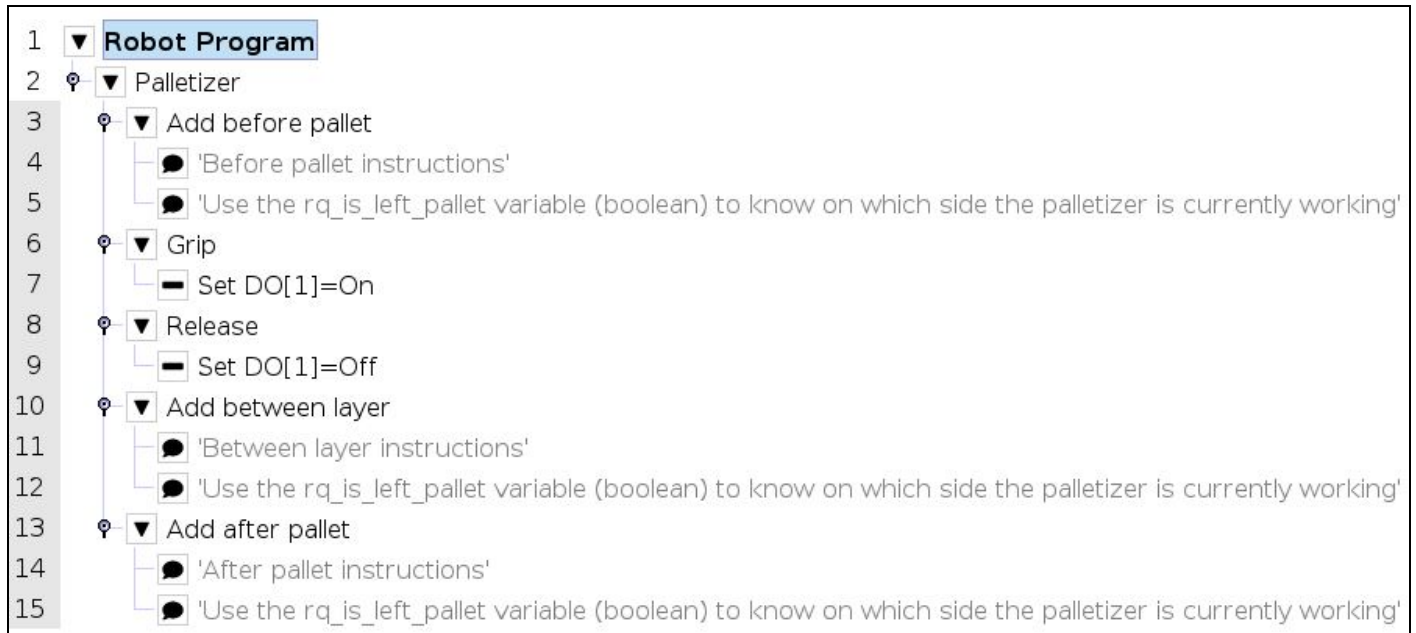 1 Robot Program
2 Palletizer
3 Add before pallet
4 'Before pallet instructions'
5 'Use the rq_is_left_pallet variable (boolean) to know on which side the palletizer is currently working'
6 Grip
7 Set DO[1]=On
8 Release
9 Set DO[1]=Off
10 Add between layer
11 'Between layer instructions'
12 'Use the rq_is_left_pallet variable (boolean) to know on which side the palletizer is currently working'
13 Add after pallet
14 'After pallet instructions'
15 'Use the rq_is_left_pallet variable (boolean) to know on which side the palletizer is currently working'